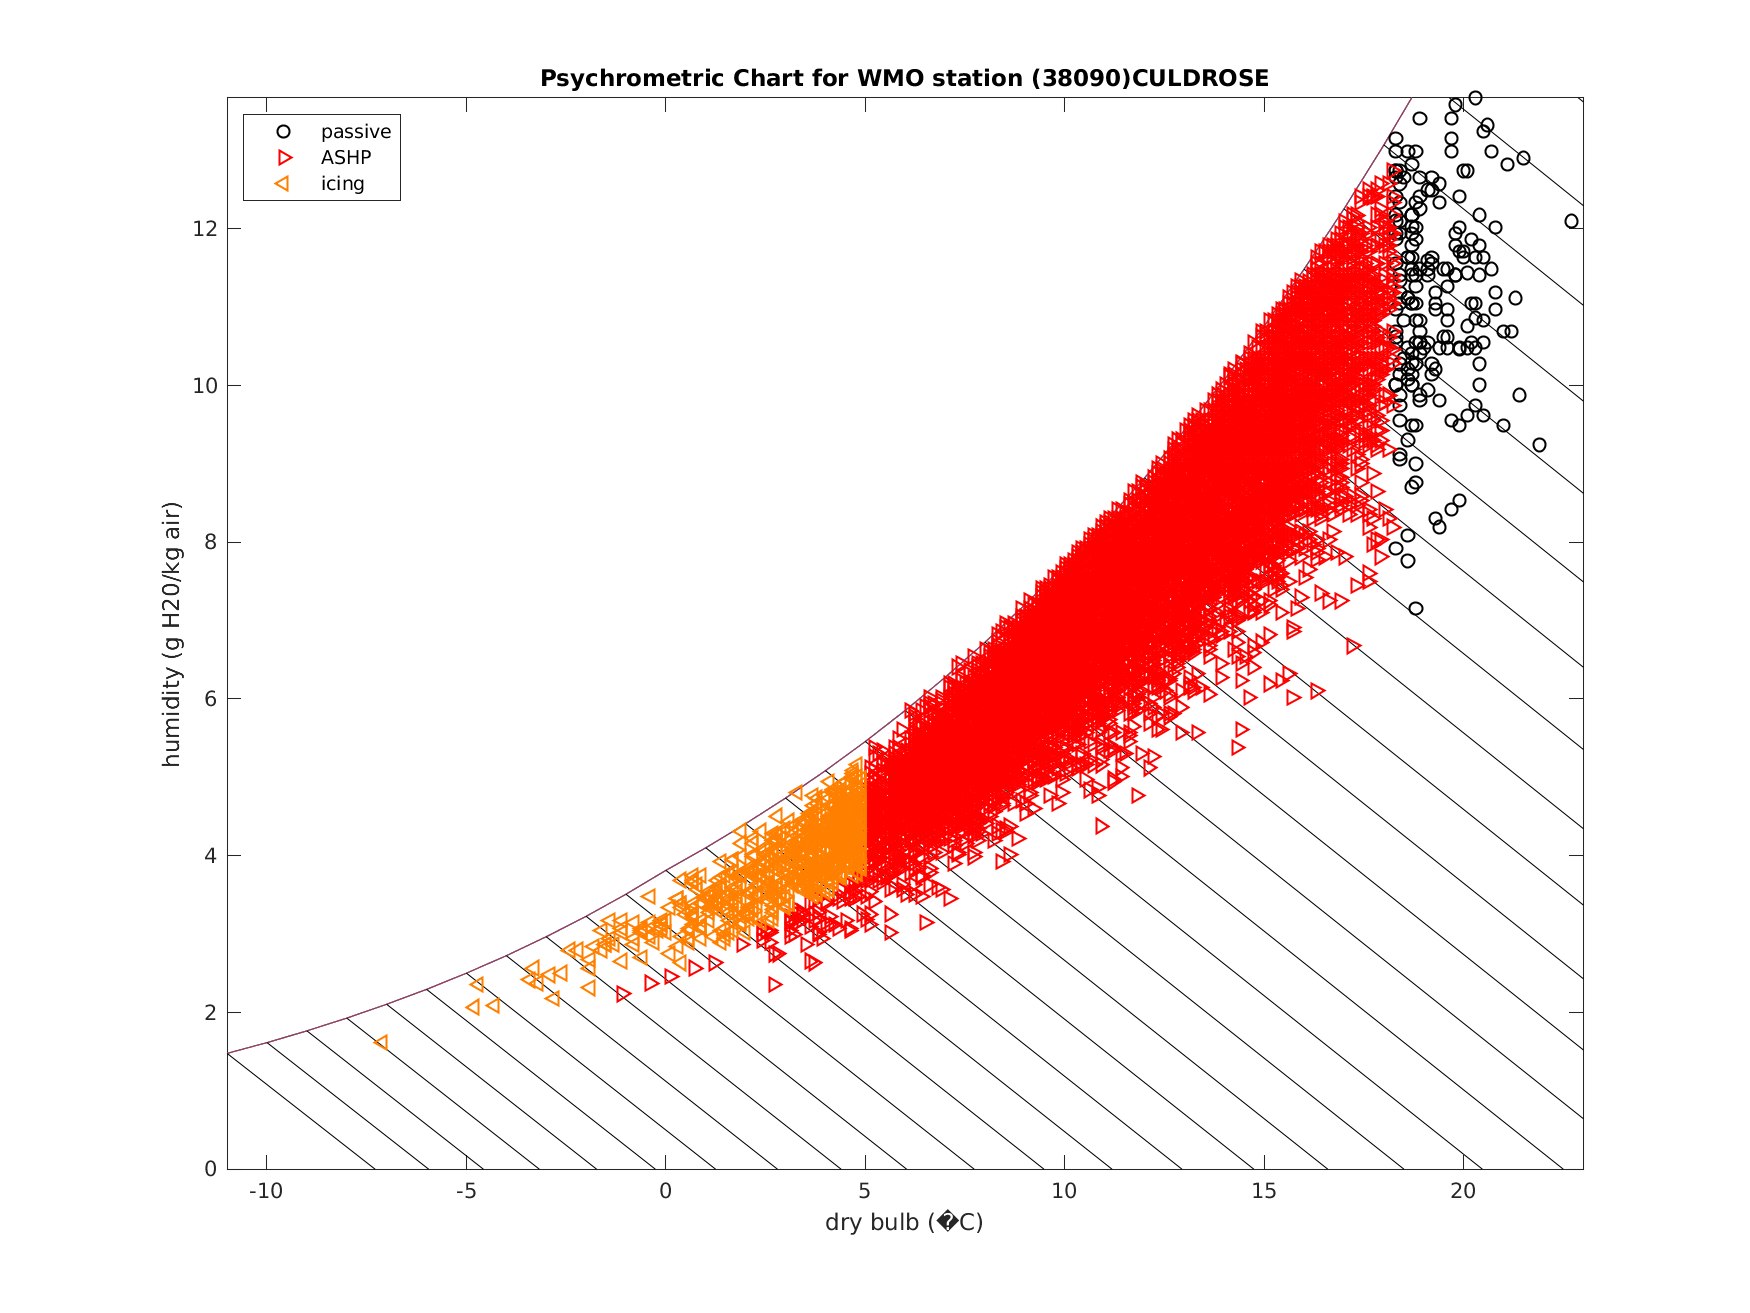 Psychrometric Chart for WMO station (38090)CULDROSE
passive
ASHP
icing
humidity (g H20/kg air)
12
10
8
6
4
2
0
-10 -5 0 5 10 15 20
dry bulb (�C)